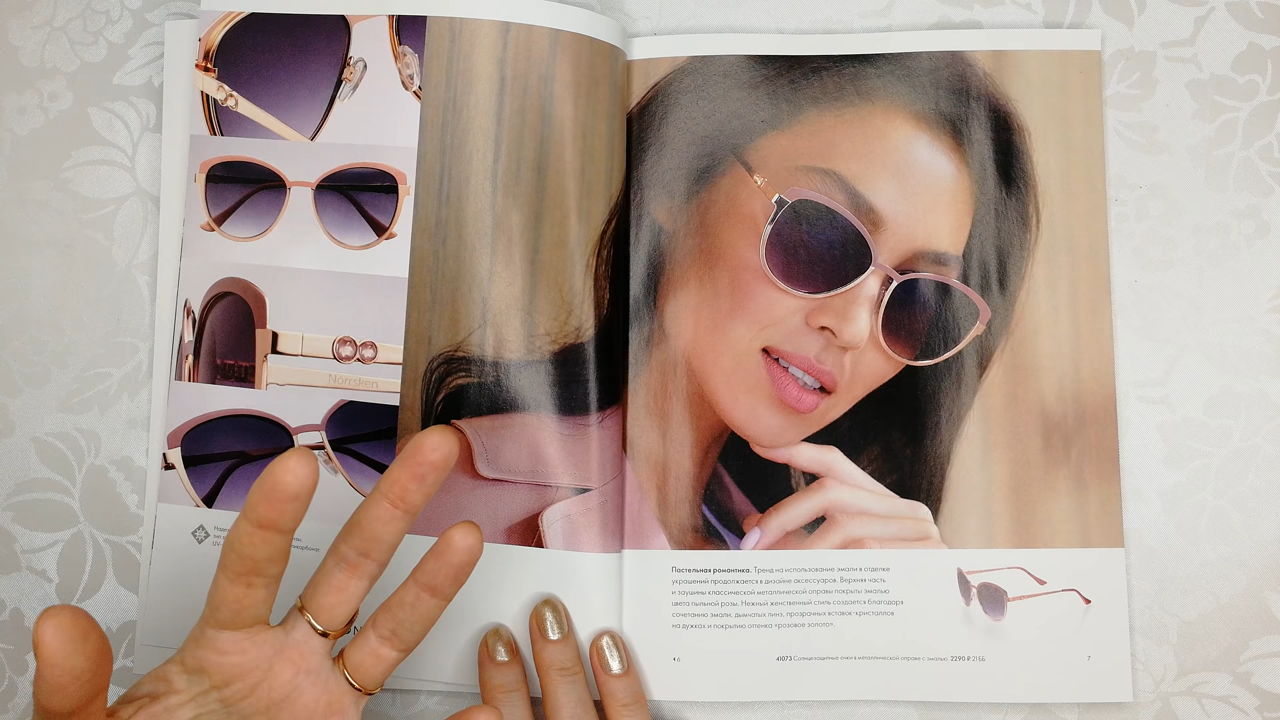 Norrsken
Пастельная романтика. Тренд на использование эмали в отделке
украшений продолжается в дизайне аксессуаров. Верхняя часть
и заушины классической металлической оправы покрыты эмалью
цвета пыльной розы. Нежный женственный стиль создается благодаря
сочетанию эмали, дымчатых линз, прозрачных вставок-кристаллов
на дужках и покрытию оттенка «розовое золото».
6
41073 Солнцезащитные очки в металлической оправе с эмалью 2290 ₽ 21 ББ
7